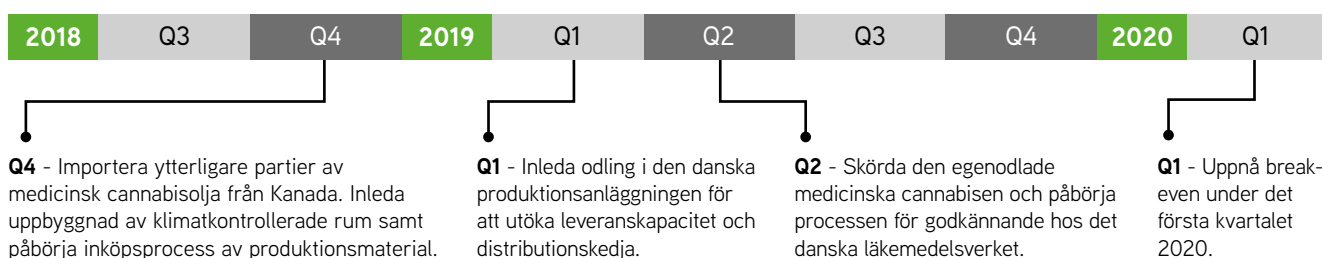 2018 Q3 Q4 2019 Q1 Q2 Q3 Q4 2020 Q1
Q4 - Importera ytterligare partier av
medicinsk cannabisolja från Kanada. Inleda
uppbyggnad av klimatkontrollerade rum samt
påbörja inköpsprocess av produktionsmaterial.
Q1 - Inleda odling i den danska
produktionsanläggningen för
att utöka leveranskapacitet och
distributionskedja.
Q2 - Skörda den egenodlade
medicinska cannabisen och påbörja
processen för godkännande hos det
danska läkemedelsverket.
Q1 - Uppnå break-
even under det
första kvartalet
2020.